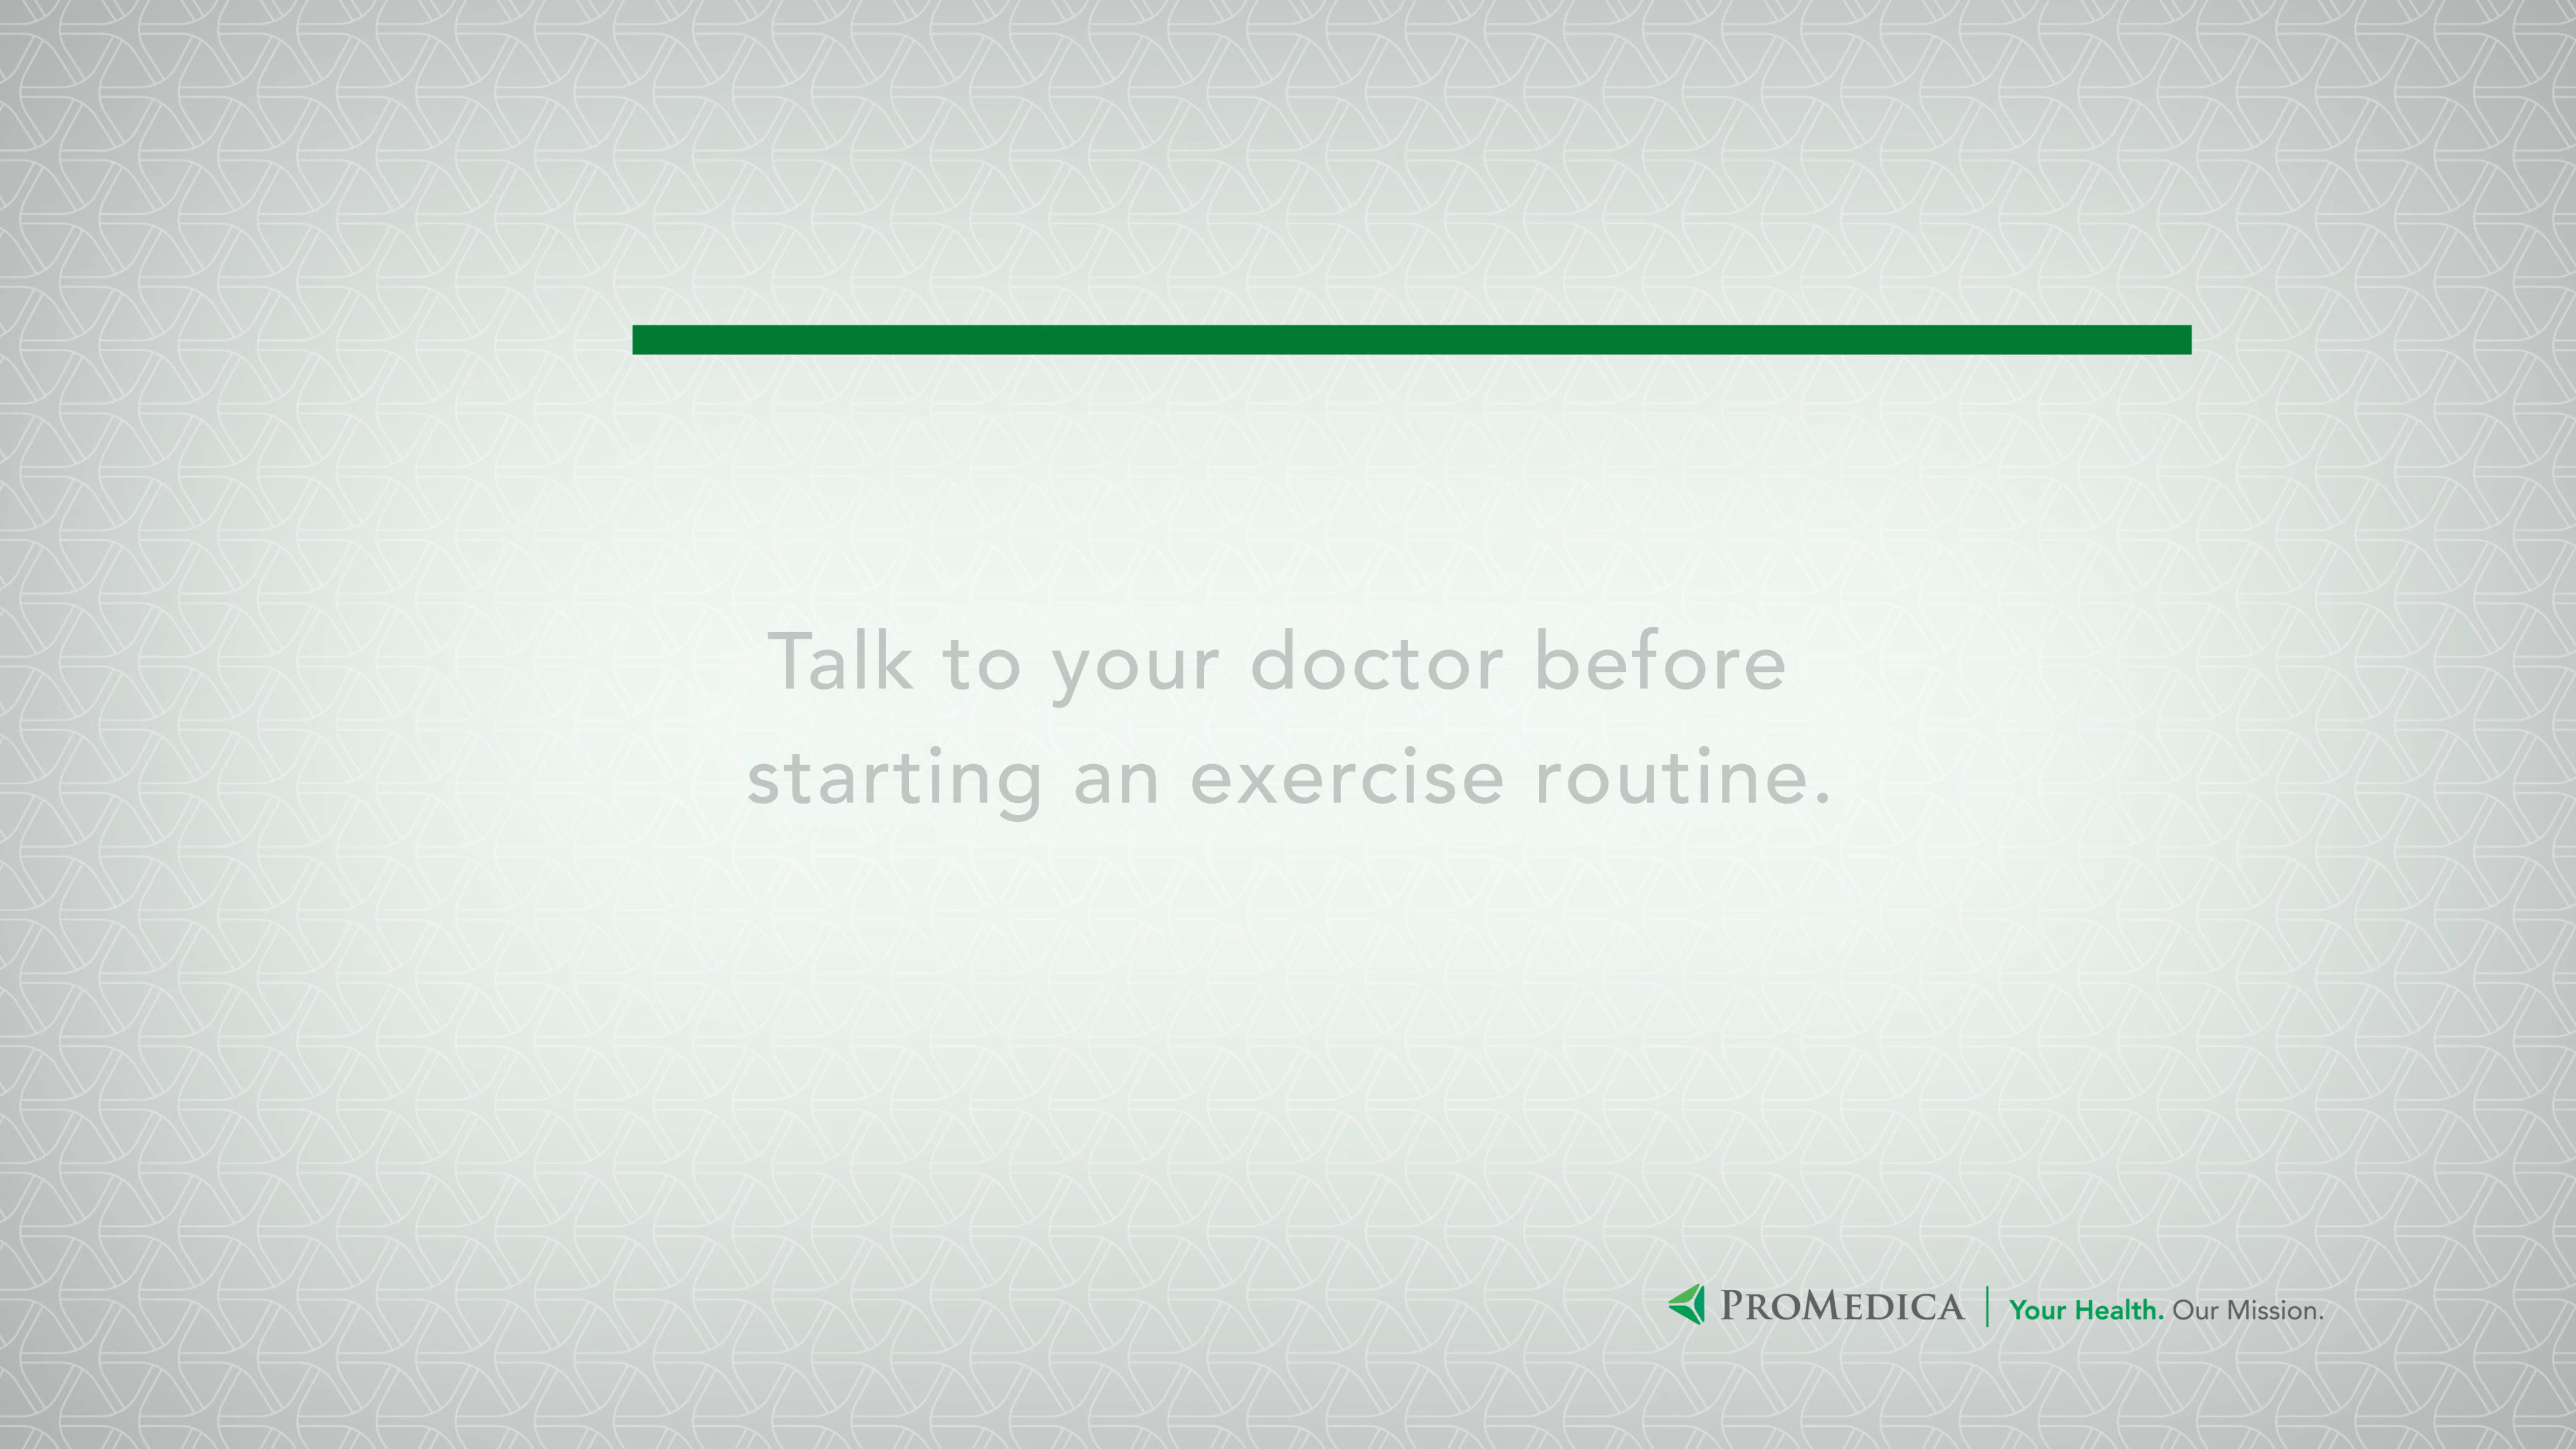 Talk to your doctor before
starting an exercise routine.
PROMEDICA | Your Health. Our Mission.